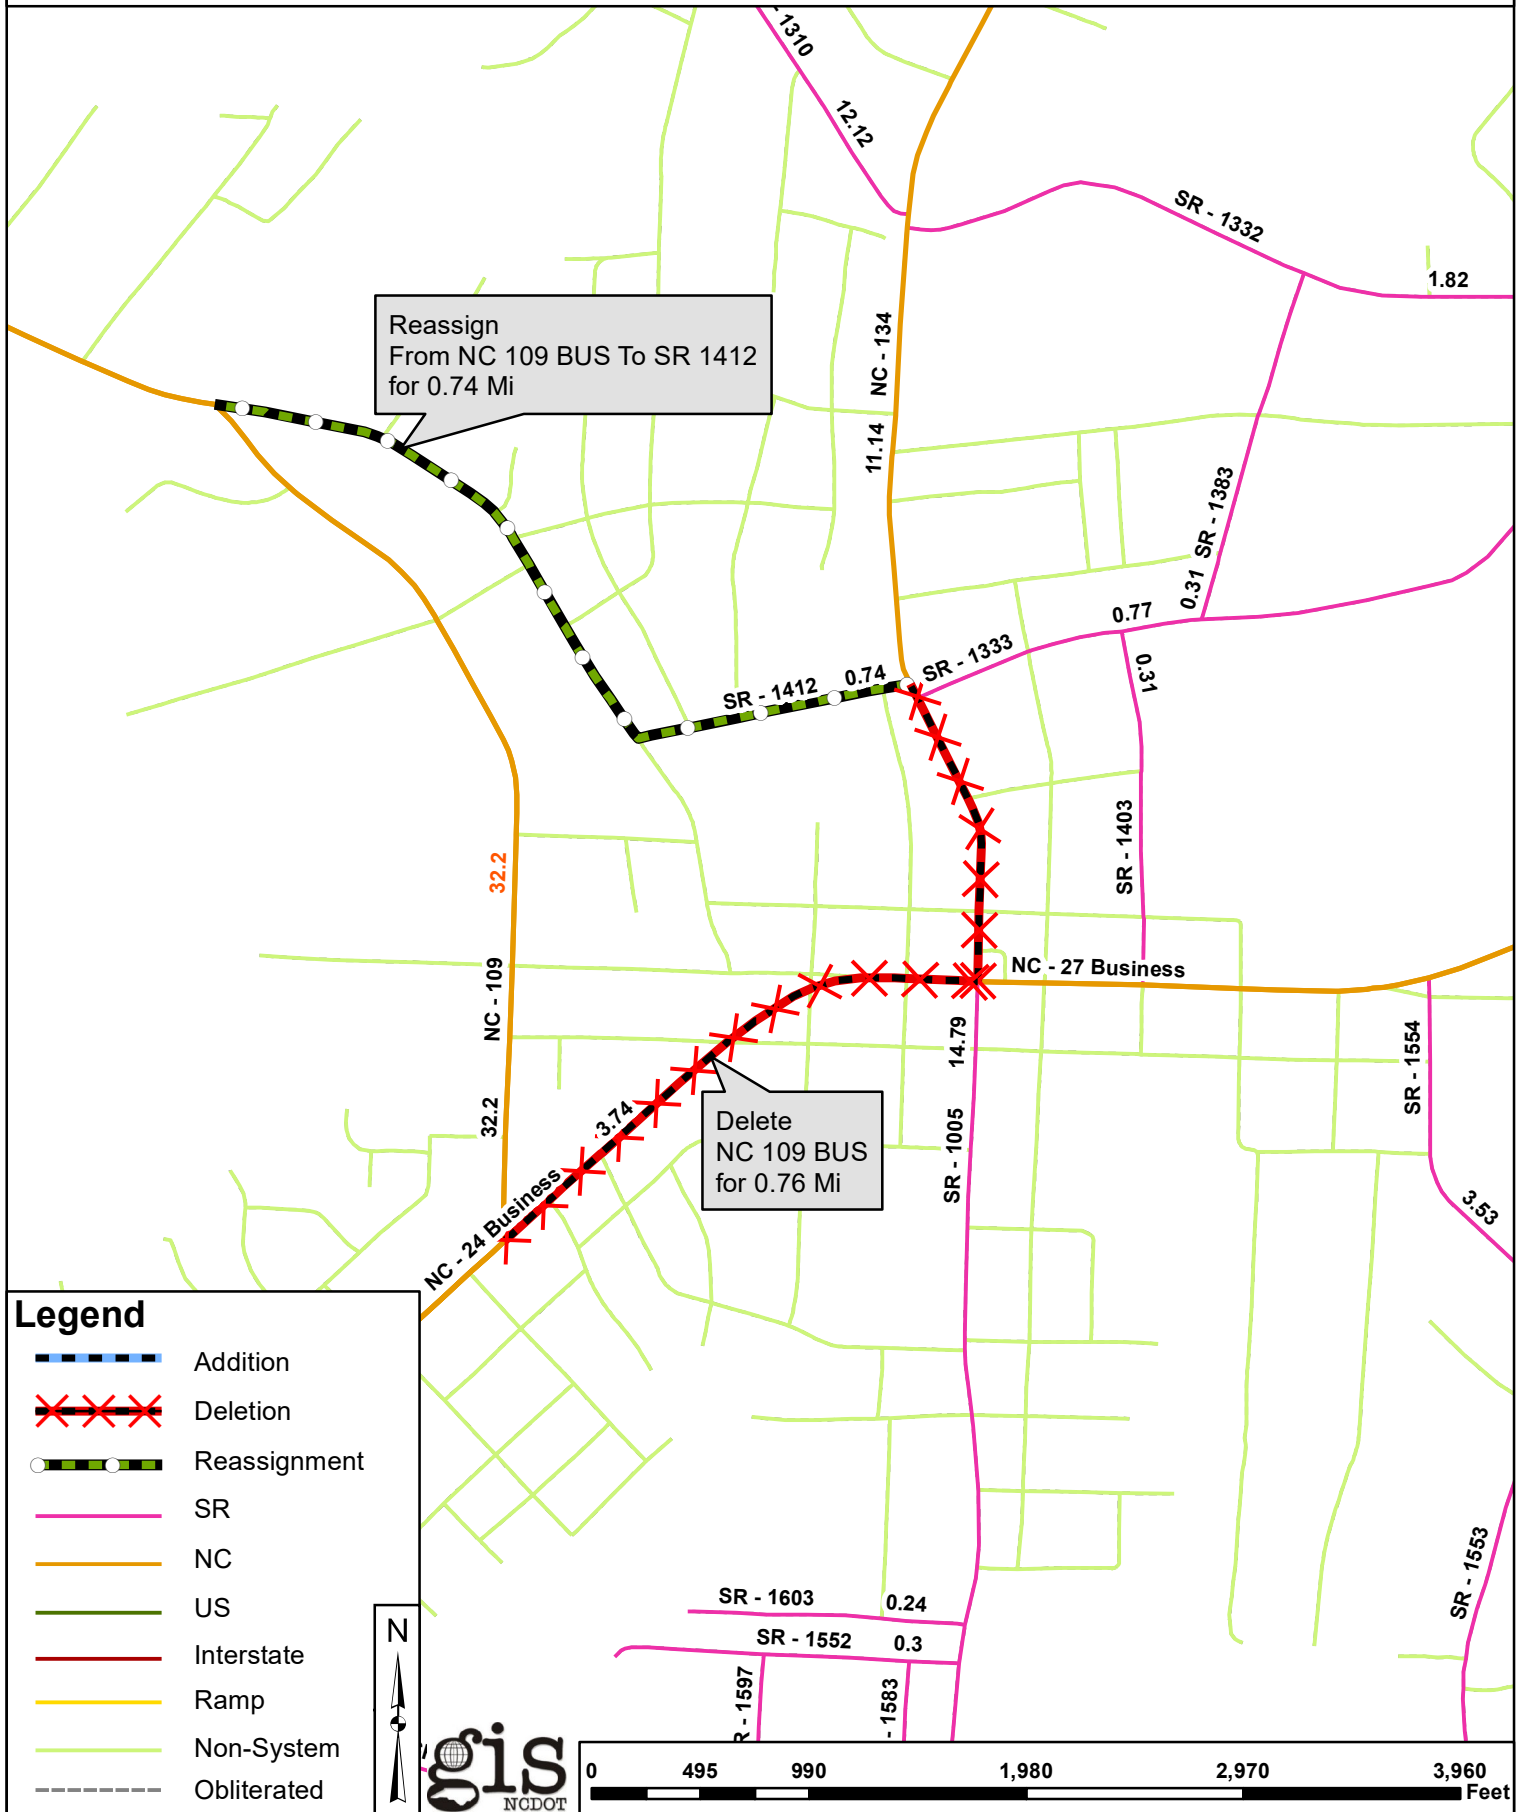 - 1310
12.12
SR - 1332
1.82
Reassign
From NC 109 BUS To SR 1412
for 0.74 Mi
NC - 134
11.14
SR - 1383
0.31
0.77
SR - 1333
0.31
0.74
SR - 1412
SR - 1403
32.2
NC - 109
32.2
NC - 27 Business
14.79
SR - 1005
SR - 1554
3.53
3.74
NC - 24 Business
Delete
NC 109 BUS
for 0.76 Mi
Legend
Addition
Deletion
Reassignment
SR
NC
US
Interstate
Ramp
Non-System
Obliterated
N
SR - 1603
0.24
SR - 1552
0.3
R - 1597
- 1583
SR - 1553
gis
NCDOT
0 495 990 1,980 2,970 3,960
Feet